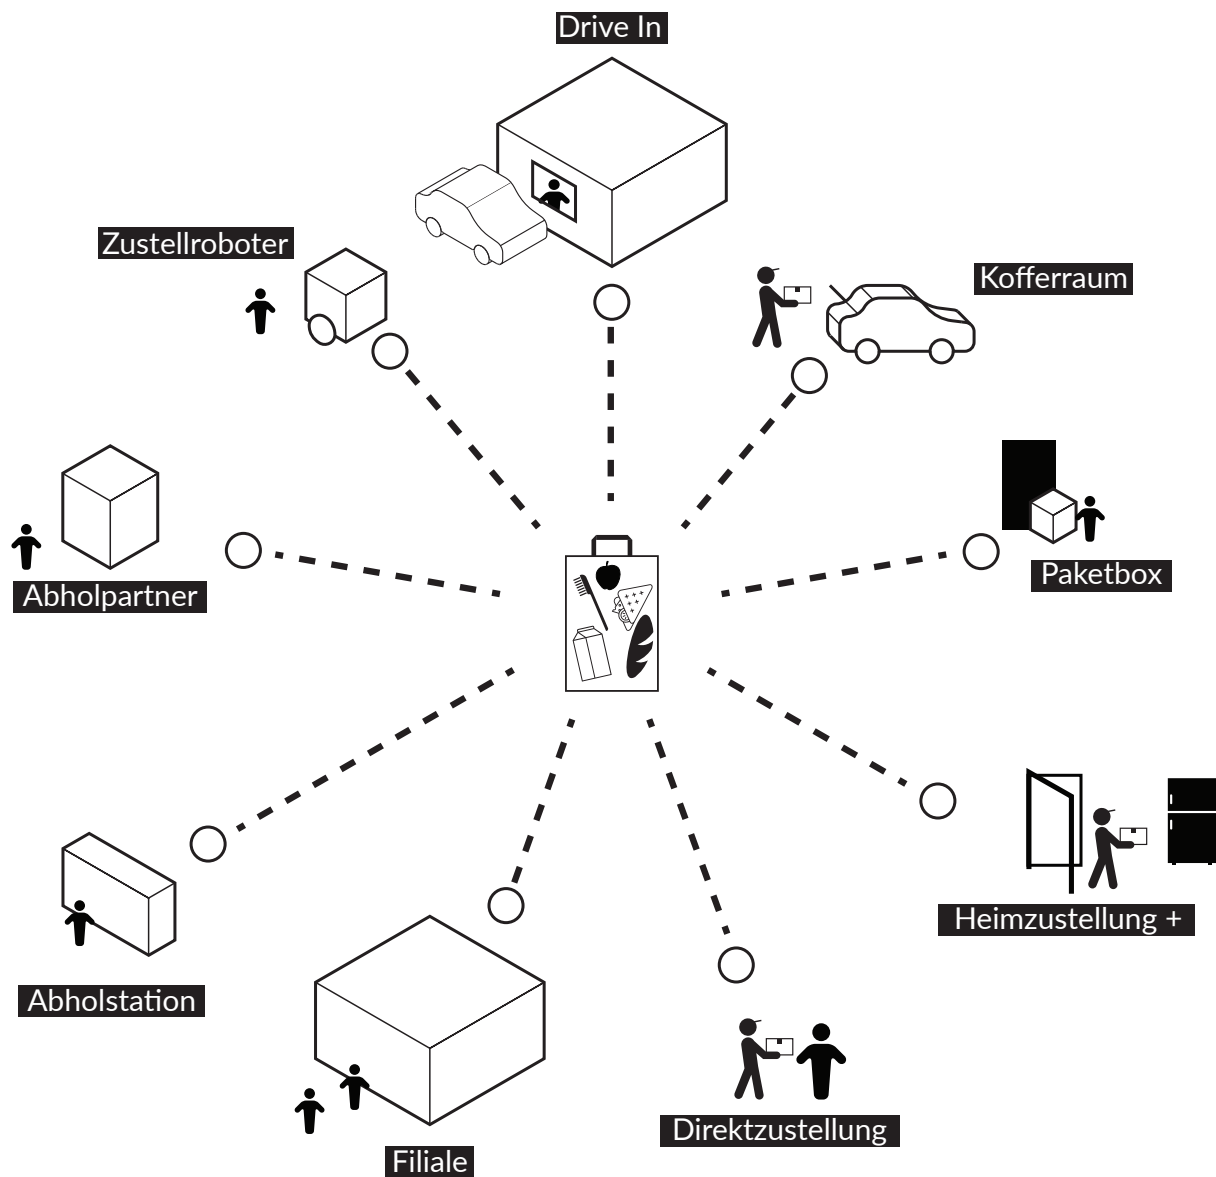 Drive In
Zustellroboter
Kofferraum
Paketbox
Abholpartner
Heimzustellung +
Abholstation
Direktzustellung
Filiale